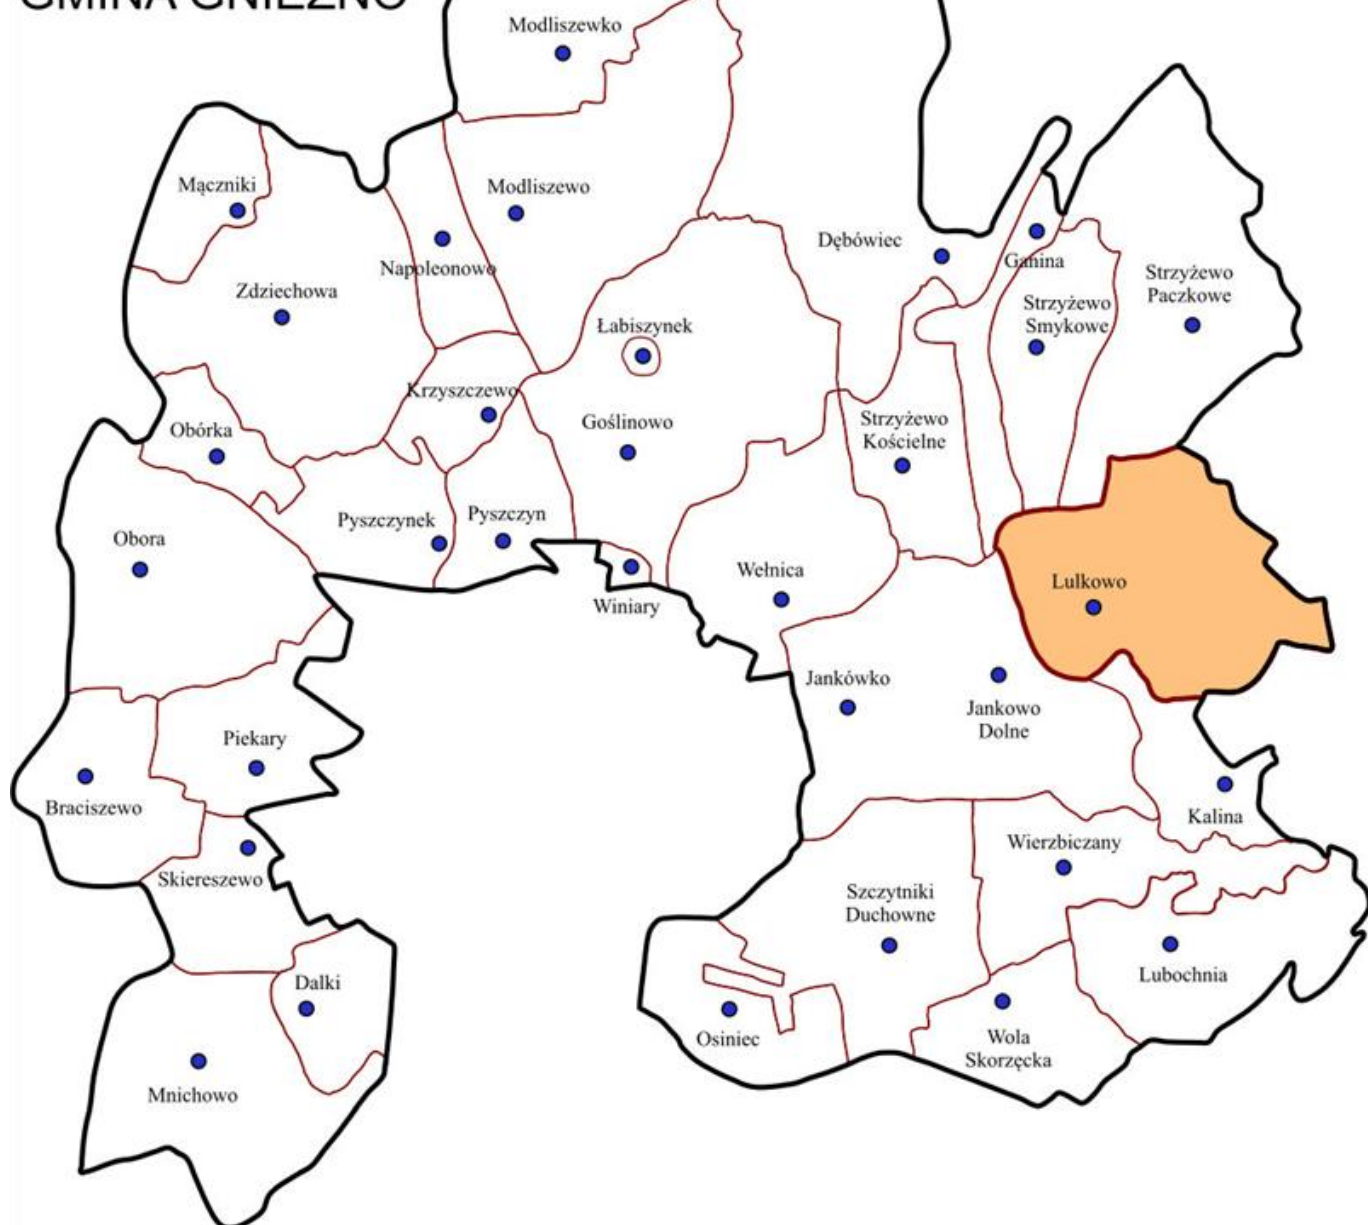 GMINA GNIEZNO
Modliszewko
Mączniki
Modliszewo
Dębówiec
Napoleonowo
Ganina
Strzyżewo
Paczkowe
Zdziechowa
Strzyżewo
Smykowe
Łabiszynek
Krzyszczewo
Goślinowo
Strzyżewo
Kościelne
Obórka
Pyszczynek
Pyszczyn
Obora
Wełnica
Lulkowo
Winiary
Jankówko
Jankowo
Dolne
Piekary
Braciszewo
Kalina
Wierzbiczany
Skiereszewo
Szczytniki
Duchowne
Lubochnia
Dalki
Osiniec
Wola
Skorzęcka
Mnichowo